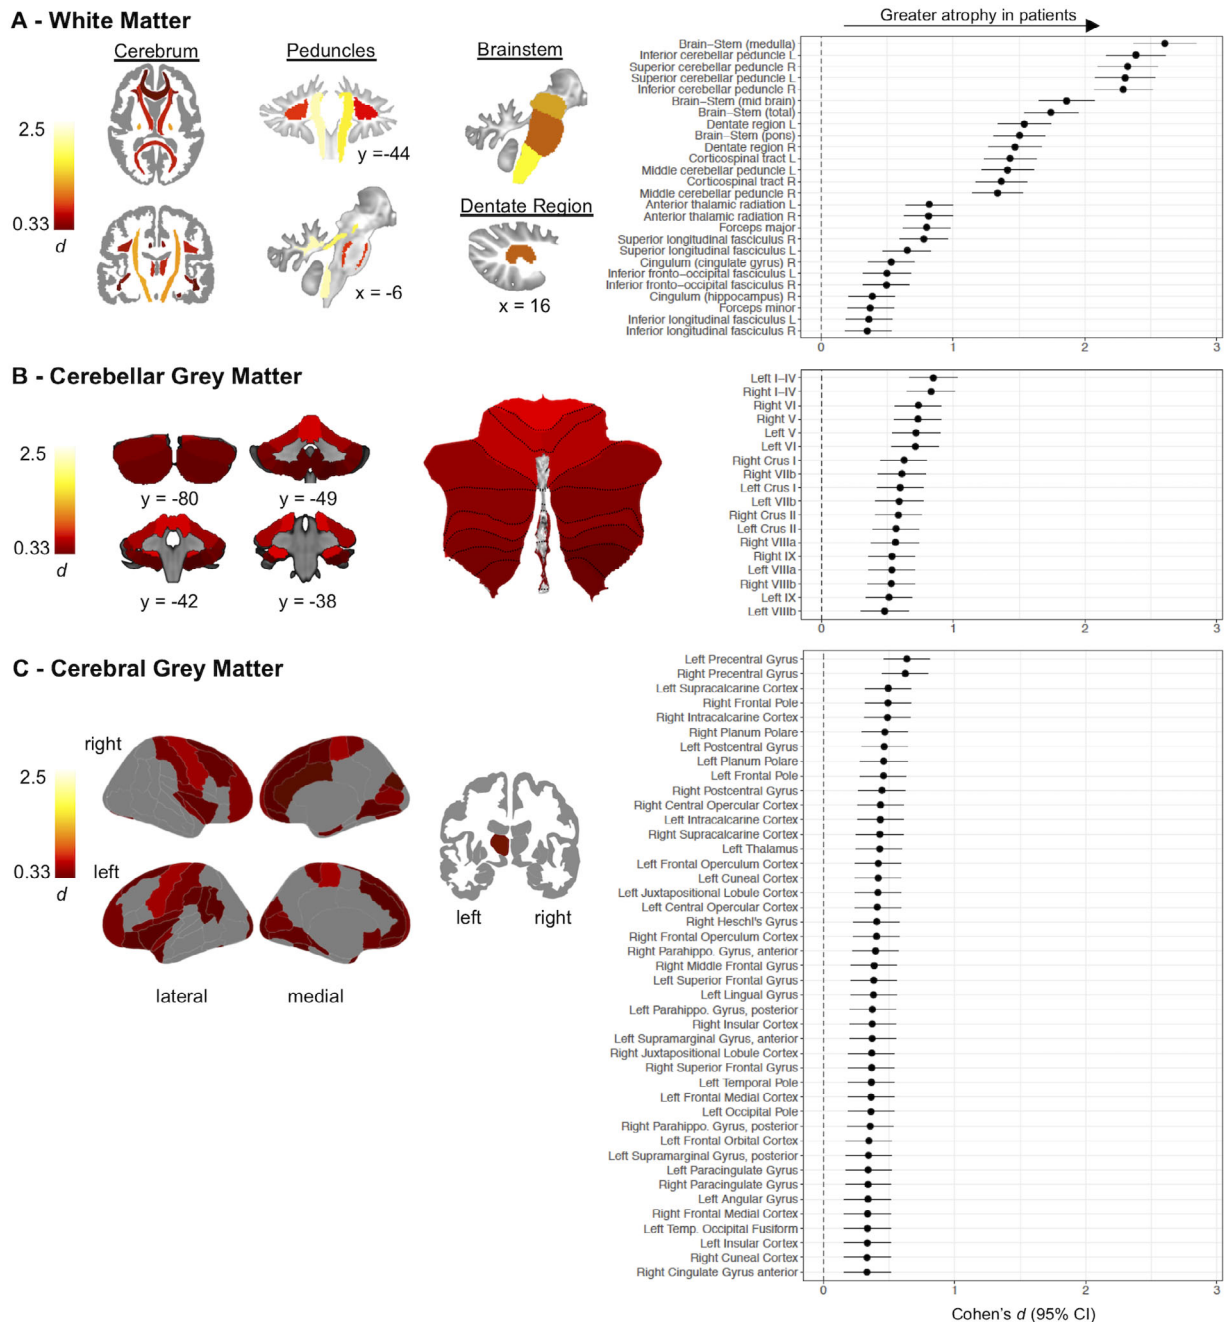 A - White Matter
Greater atrophy in patients
Cerebrum
Peduncles
Brainstem
2.5
0.33
d
y =-44
x = -6
Dentate Region
x = 16
Brain-Stem (medulla)
Inferior cerebellar peduncle L
Superior cerebellar peduncle R
Superior cerebellar peduncle L
Inferior cerebellar peduncle R
Brain-Stem (mid brain)
Brain-Stem (total)
Dentate region L
Brain-Stem (pons)
Dentate region R
Corticospinal tract L
Middle cerebellar peduncle L
Corticospinal tract R
Middle cerebellar peduncle R
Anterior thalamic radiation L
Anterior thalamic radiation R
Forceps major
Superior longitudinal fasciculus R
Superior longitudinal fasciculus L
Cingulum (cingulate gyrus) R
Inferior fronto-occipital fasciculus L
Inferior fronto-occipital fasciculus R
Cingulum (hippocampus) R
Forceps minor
Inferior longitudinal fasciculus L
Inferior longitudinal fasciculus R
0 1 2 3
B - Cerebellar Grey Matter
2.5
0.33
d
y = -80
y = -49
y = -42
y = -38
Left I-IV
Right I-IV
Right VI
Right V
Left V
Left VI
Right Crus I
Right VIIb
Left Crus I
Left VIIb
Right Crus II
Left Crus II
Right VIIIa
Right IX
Left VIIIa
Right VIIIb
Left IX
Left VIIIb
0 1 2 3
C - Cerebral Grey Matter
right
2.5
0.33
d
left
lateral
medial
left
right
Left Precentral Gyrus
Right Precentral Gyrus
Left Supracalcarine Cortex
Right Frontal Pole
Right Intracalcarine Cortex
Right Planum Polare
Left Postcentral Gyrus
Left Planum Polare
Left Frontal Pole
Right Postcentral Gyrus
Right Central Opercular Cortex
Left Intracalcarine Cortex
Right Supracalcarine Cortex
Left Thalamus
Left Frontal Operculum Cortex
Left Cuneal Cortex
Left Juxtapositional Lobule Cortex
Left Central Opercular Cortex
Right Heschl's Gyrus
Right Frontal Operculum Cortex
Right Parahippo. Gyrus, anterior
Right Middle Frontal Gyrus
Left Superior Frontal Gyrus
Left Lingual Gyrus
Left Parahippo. Gyrus, posterior
Right Insular Cortex
Left Supramarginal Gyrus, anterior
Right Juxtapositional Lobule Cortex
Right Superior Frontal Gyrus
Left Temporal Pole
Left Frontal Medial Cortex
Left Occipital Pole
Right Parahippo. Gyrus, posterior
Left Frontal Orbital Cortex
Left Supramarginal Gyrus, posterior
Left Paracingulate Gyrus
Right Paracingulate Gyrus
Left Angular Gyrus
Right Frontal Medial Cortex
Left Temp. Occipital Fusiform
Left Insular Cortex
Right Cuneal Cortex
Right Cingulate Gyrus anterior
0 1 2 3
Cohen's d (95% CI)